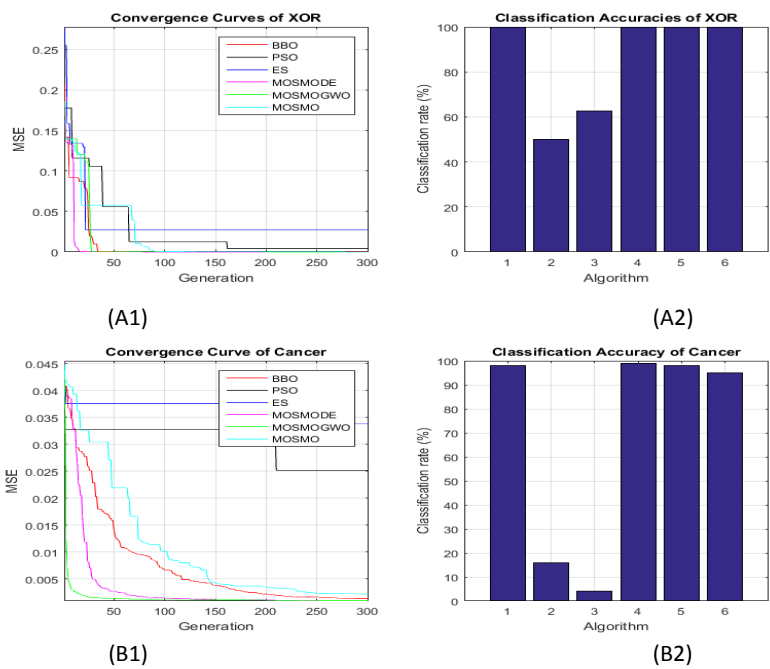 Convergence Curves of XOR
0.25
0.2
0.15
0.1
0.05
0
MSE
50
100
150
200
250
300
Generation
BBO
PSO
ES
MOSMODE
MOSMOGWO
MOSMO
(A1)
Classification Accuracies of XOR
100
80
60
40
20
0
Classification rate (%)
1
2
3
4
5
6
Algorithm
(A2)
Convergence Curve of Cancer
0.045
0.04
0.035
0.03
0.025
0.02
0.015
0.01
0.005
MSE
50
100
150
200
250
300
Generation
BBO
PSO
ES
MOSMODE
MOSMOGWO
MOSMO
(B1)
Classification Accuracy of Cancer
100
90
80
70
60
50
40
30
20
10
0
Classification rate (%)
1
2
3
4
5
6
Algorithm
(B2)